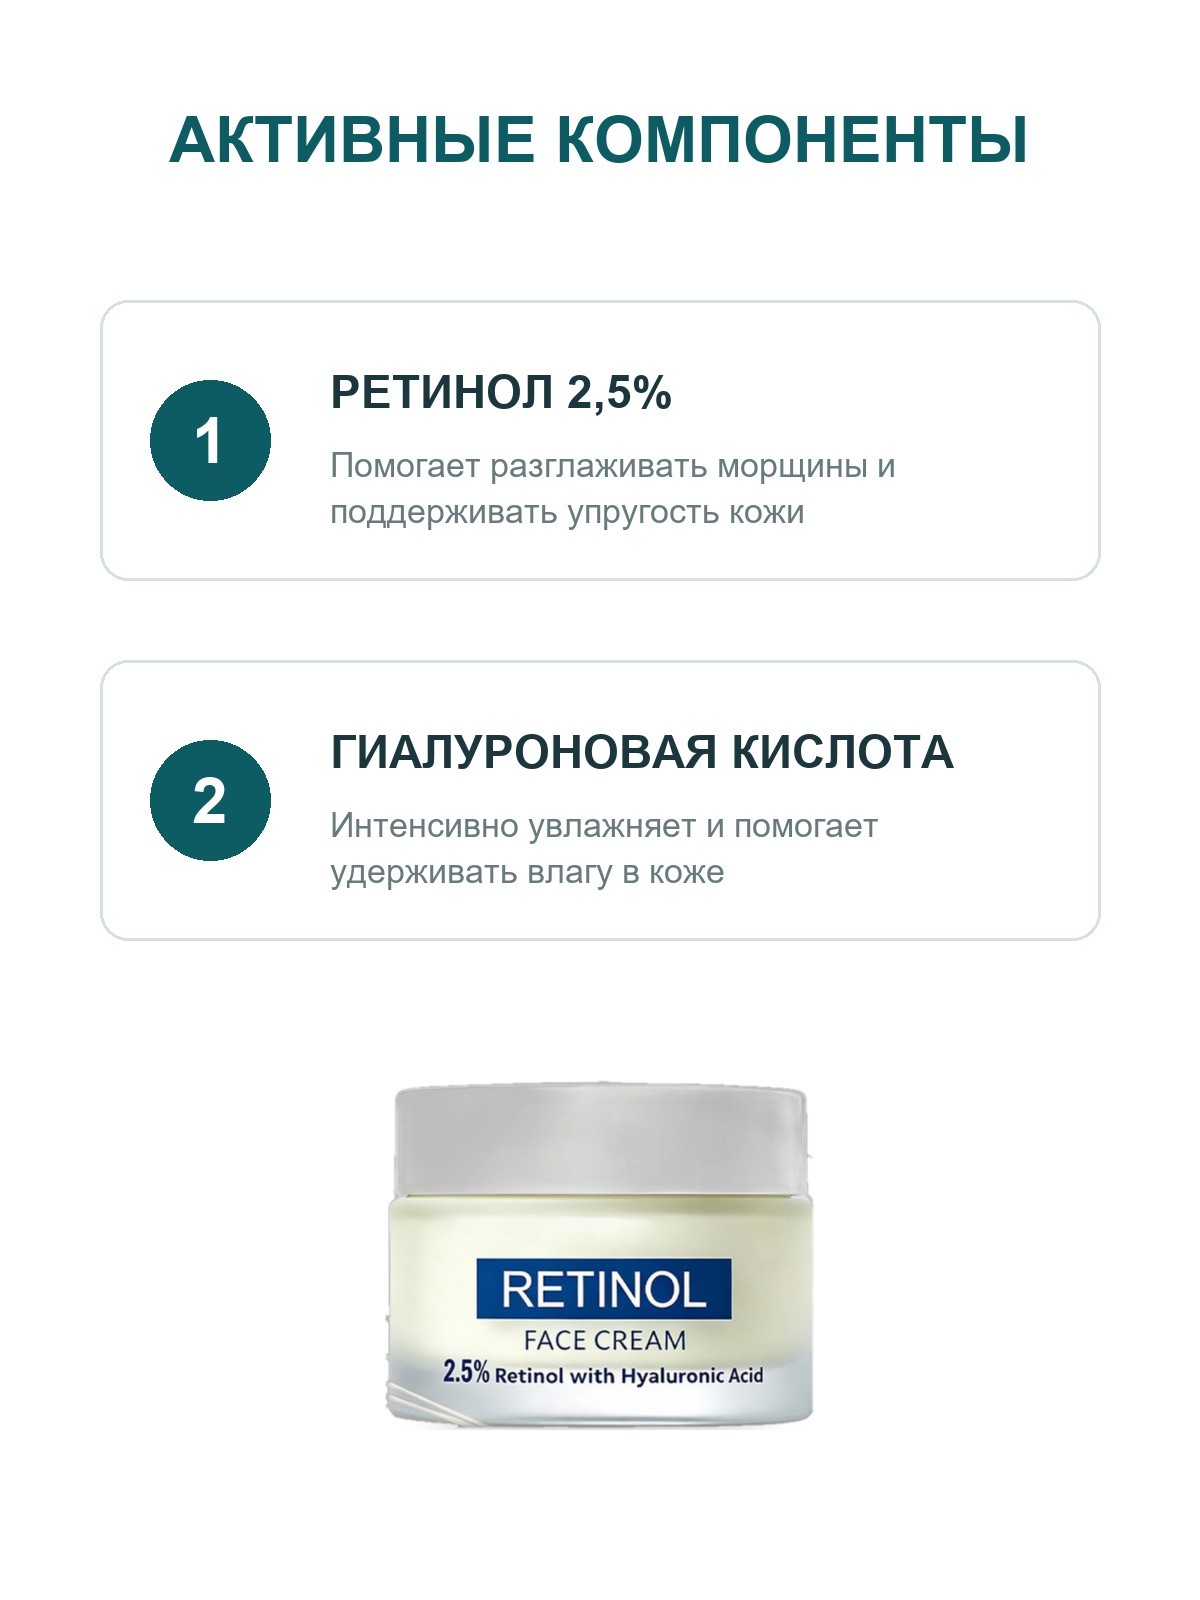 АКТИВНЫЕ КОМПОНЕНТЫ
1
РЕТИНОЛ 2,5%
Помогает разглаживать морщины и
поддерживать упругость кожи
2
ГИАЛУРОНОВАЯ КИСЛОТА
Интенсивно увлажняет и помогает
удерживать влагу в коже
RETINOL
FACE CREAM
2.5% Retinol with Hyaluronic Acid